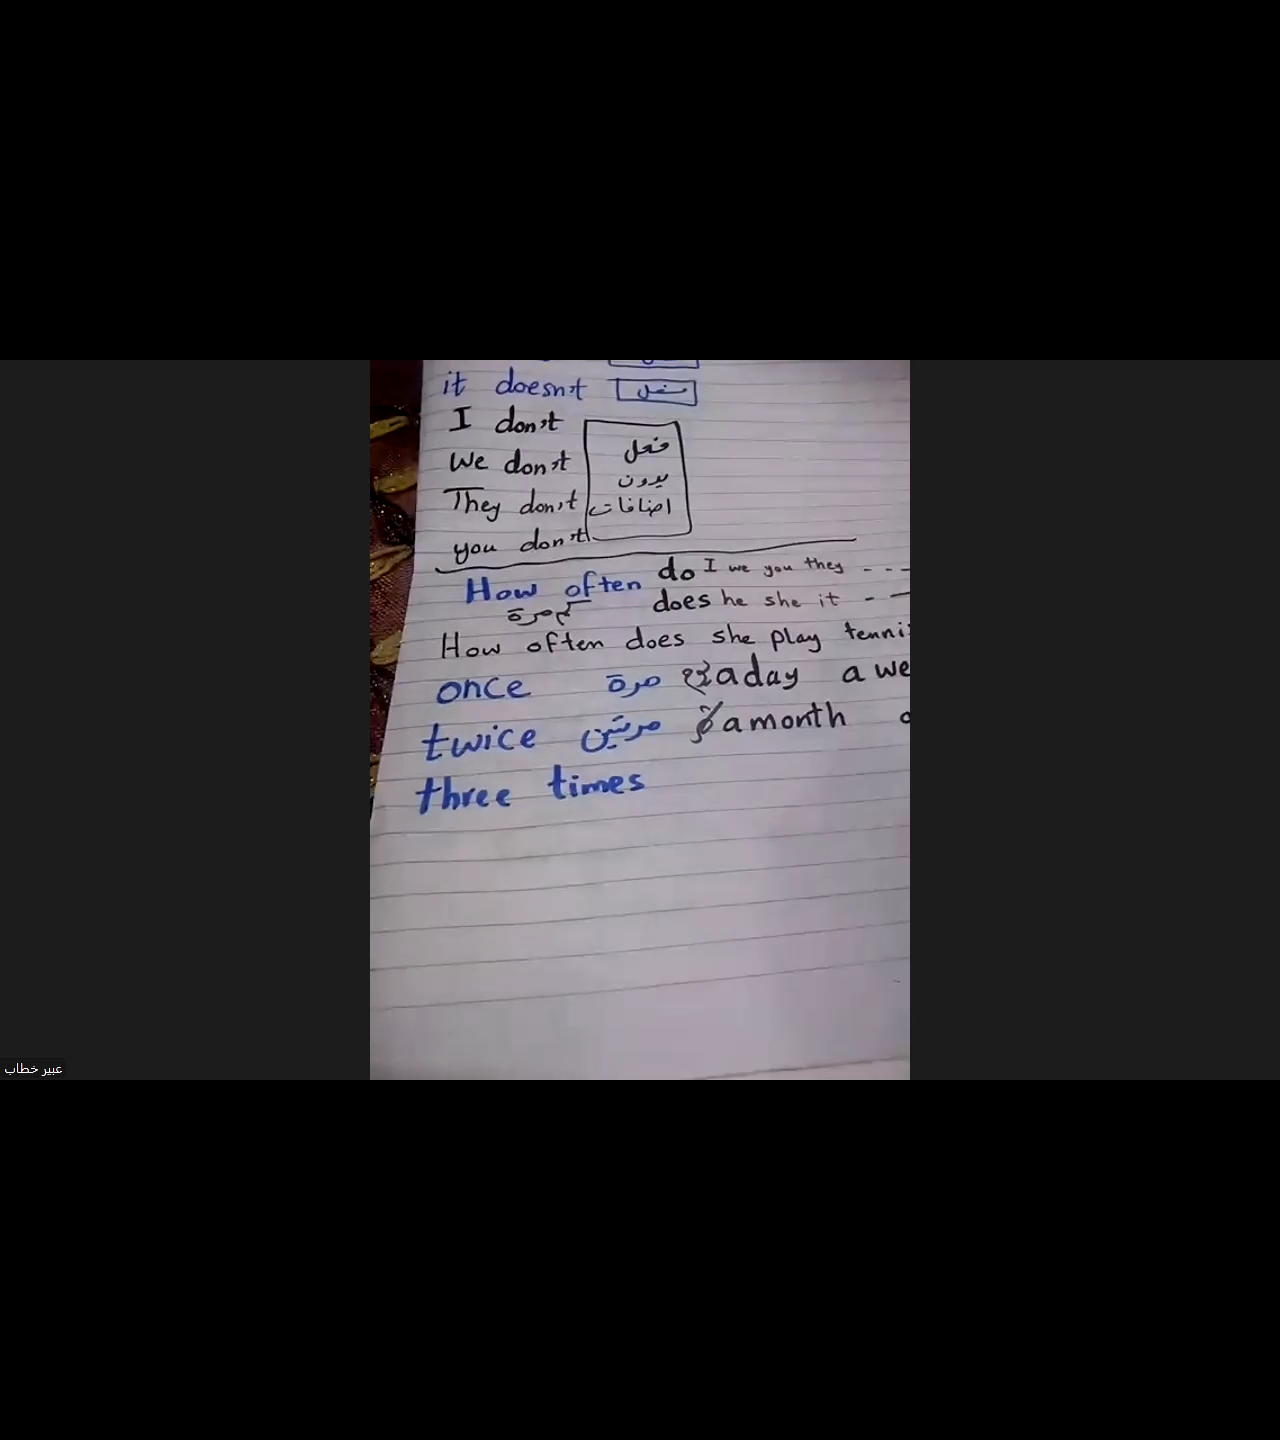 it doesn't فعل
I don't
We don't فعل
They don't بدون
you don't اضافات
How often do I we you they - - -
كم مرة does he she it - -
How often does she play tennis
once مرة a day a we
twice مرتين a month
three times
عبير خطاب